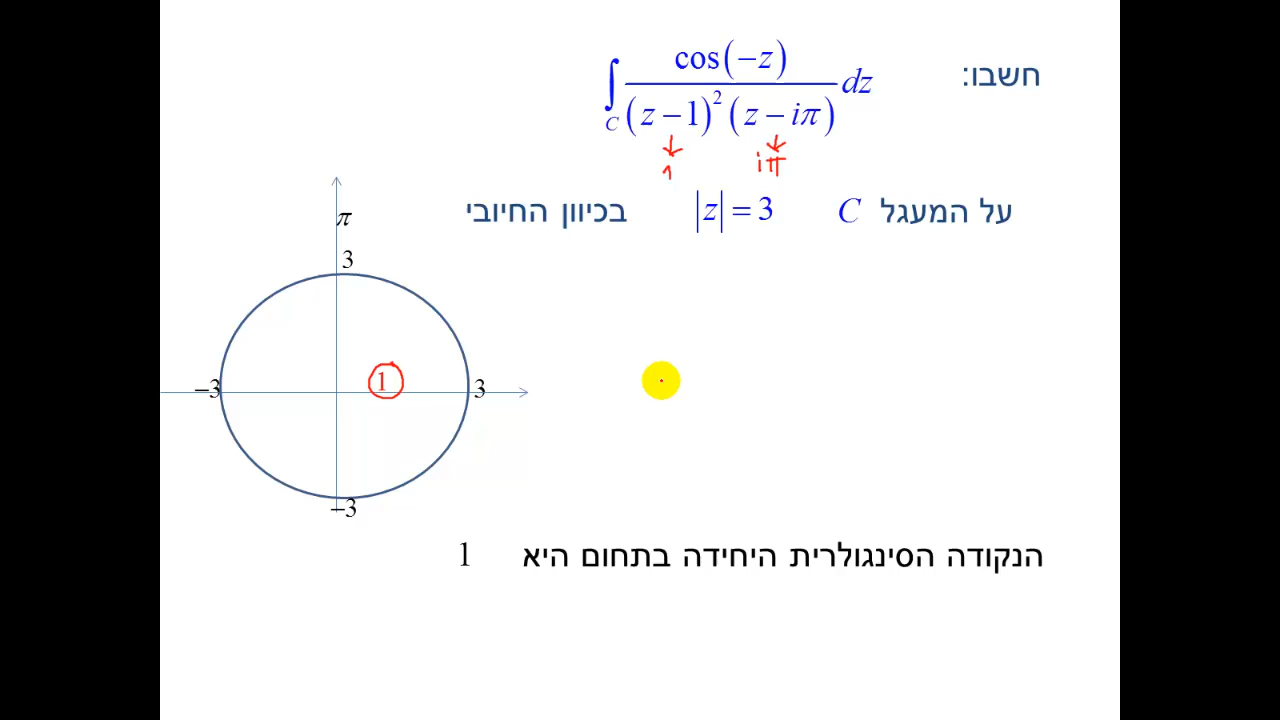 חשבו: ∫_C cos(−z) / ((z−1)²(z−iπ)) dz
1 iπ
על המעגל C |z| = 3 בכיוון החיובי
π
3
−3 1 3
−3
הנקודה הסינגולרית היחידה בתחום היא 1